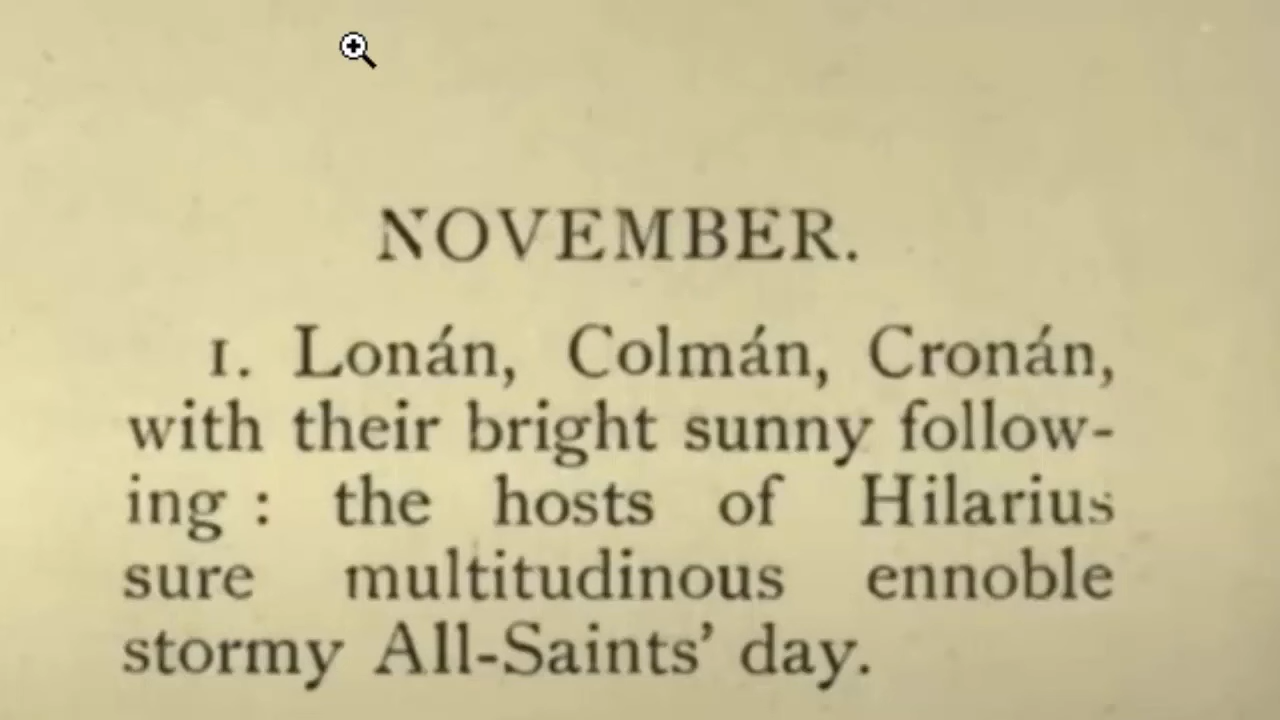 NOVEMBER.
1. Lonán, Colmán, Cronán,
with their bright sunny follow-
ing : the hosts of Hilarius
sure multitudinous ennoble
stormy All-Saints’ day.